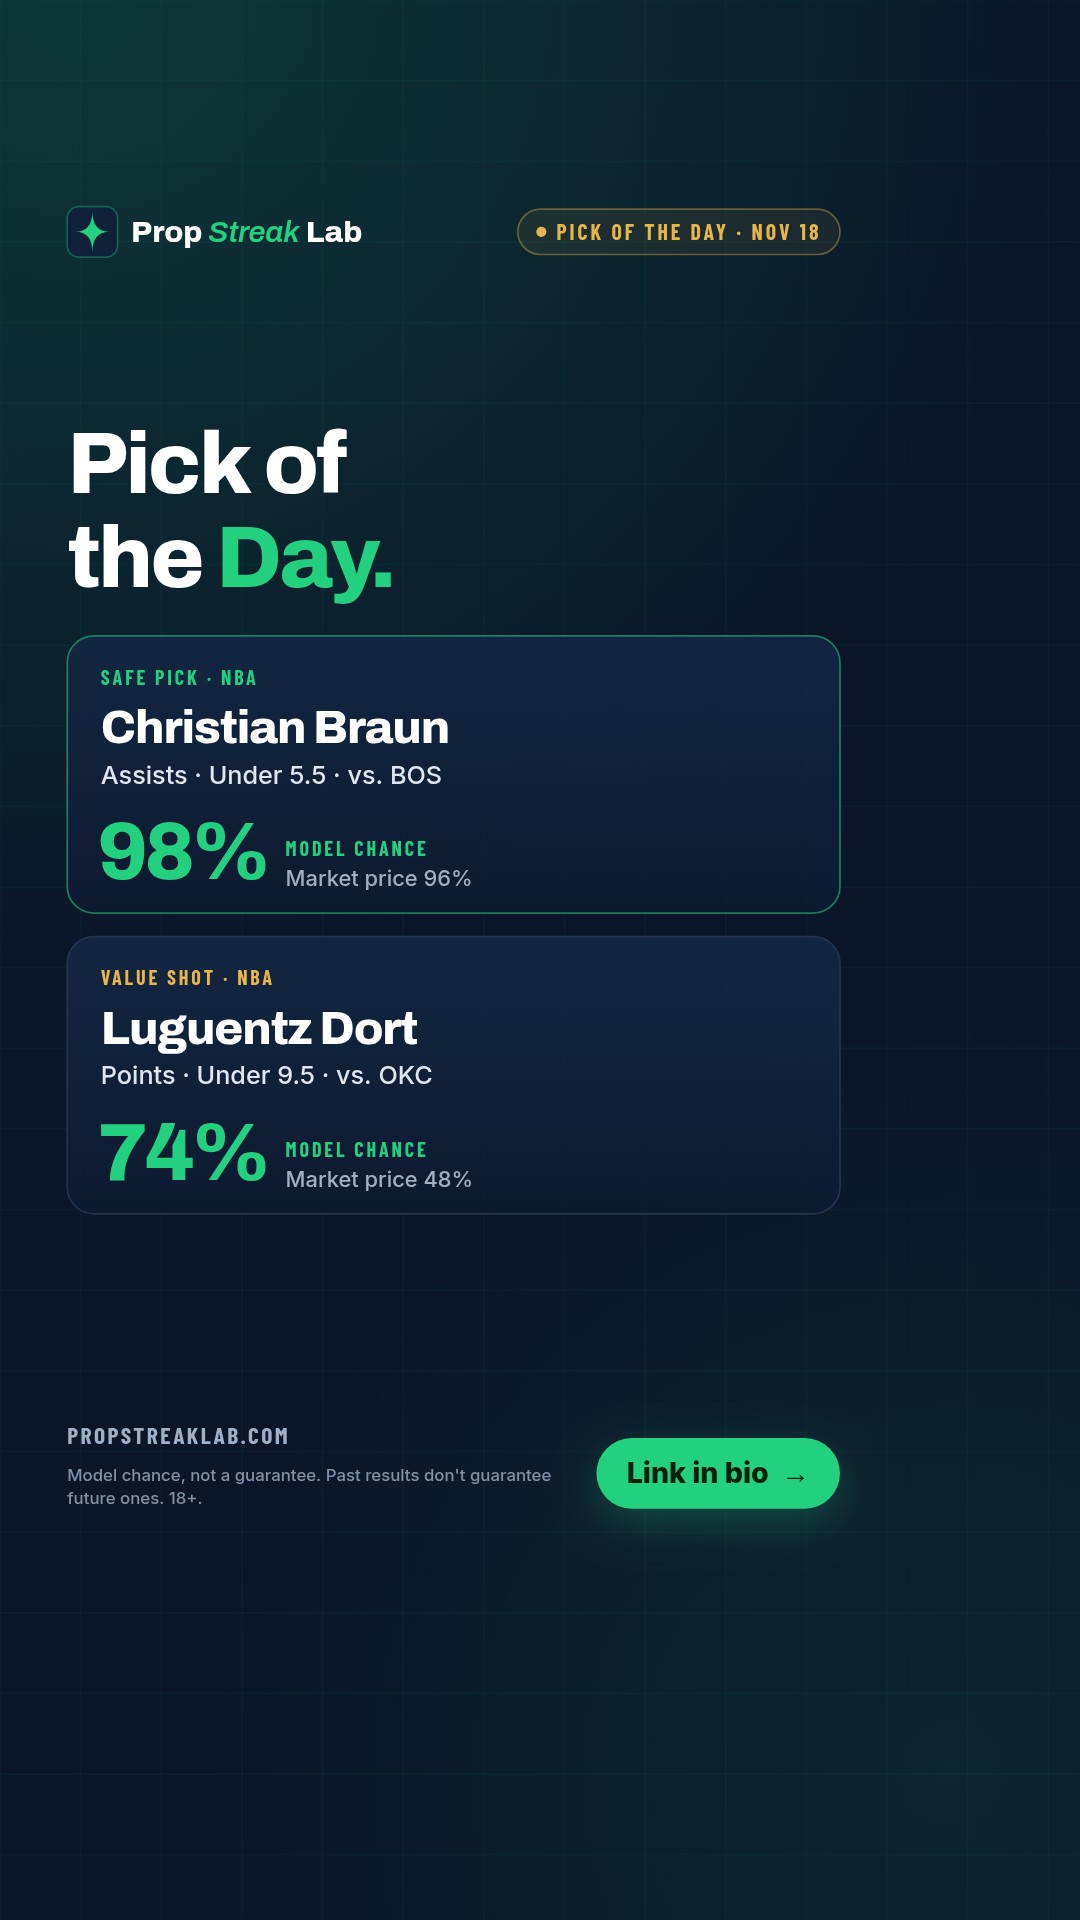 Prop Streak Lab
PICK OF THE DAY · NOV 18
Pick of
the Day.
SAFE PICK · NBA
Christian Braun
Assists · Under 5.5 · vs. BOS
98%
MODEL CHANCE
Market price 96%
VALUE SHOT · NBA
Luguentz Dort
Points · Under 9.5 · vs. OKC
74%
MODEL CHANCE
Market price 48%
PROPSTREAKLAB.COM
Model chance, not a guarantee. Past results don't guarantee
future ones. 18+.
Link in bio →